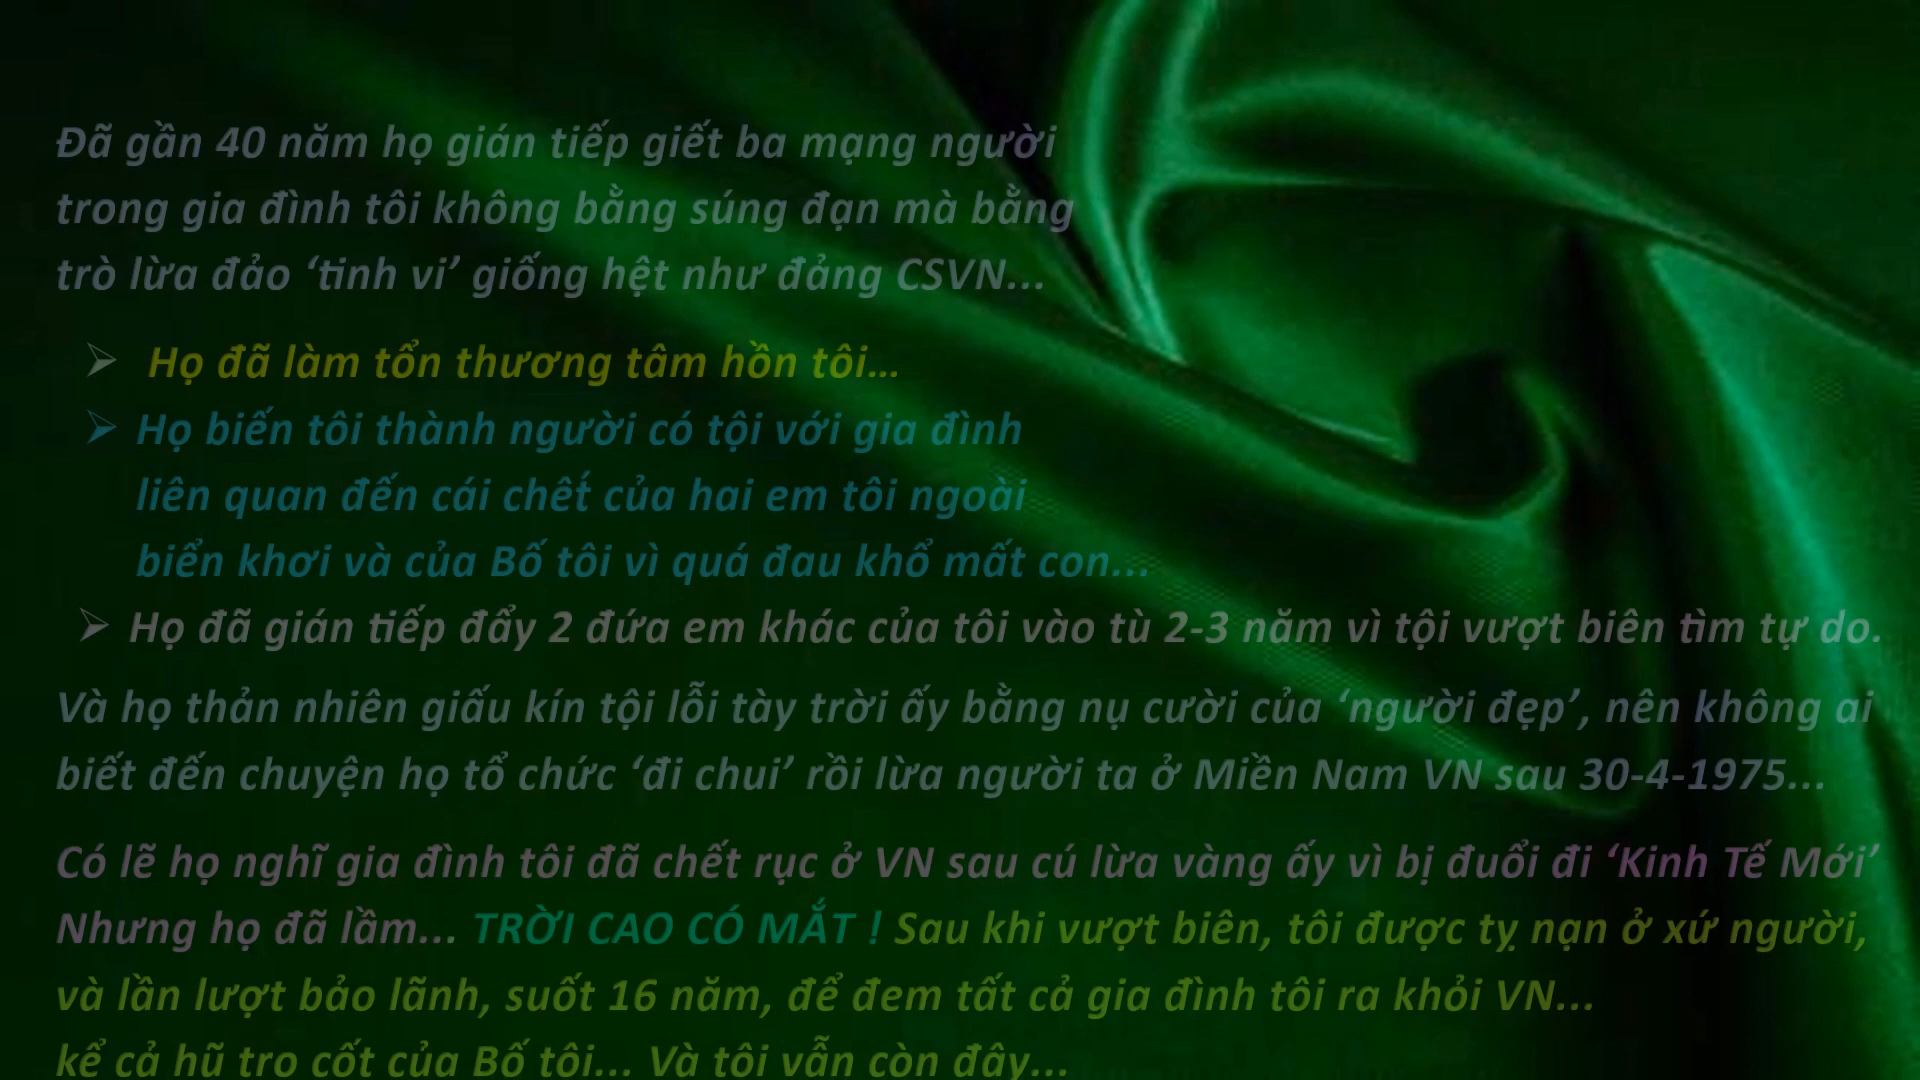 Đã gần 40 năm họ gián tiếp giết ba mạng người
trong gia đình tôi không bằng súng đạn mà bằng
trò lừa đảo ‘tinh vi’ giống hệt như đảng CSVN...
➢ Họ đã làm tổn thương tâm hồn tôi...
➢ Họ biến tôi thành người có tội với gia đình
liên quan đến cái chết của hai em tôi ngoài
biển khơi và của Bố tôi vì quá đau khổ mất con...
➢ Họ đã gián tiếp đẩy 2 đứa em khác của tôi vào tù 2-3 năm vì tội vượt biên tìm tự do.
Và họ thản nhiên giấu kín tội lỗi tày trời ấy bằng nụ cười của ‘người đẹp’, nên không ai
biết đến chuyện họ tổ chức ‘đi chui’ rồi lừa người ta ở Miền Nam VN sau 30-4-1975...
Có lẽ họ nghĩ gia đình tôi đã chết rục ở VN sau cú lừa vàng ấy vì bị đuổi đi ‘Kinh Tế Mới’
Nhưng họ đã lầm... TRỜI CAO CÓ MẮT ! Sau khi vượt biên, tôi được tỵ nạn ở xứ người,
và lần lượt bảo lãnh, suốt 16 năm, để đem tất cả gia đình tôi ra khỏi VN...
kể cả hũ tro cốt của Bố tôi... Và tôi vẫn còn đây...